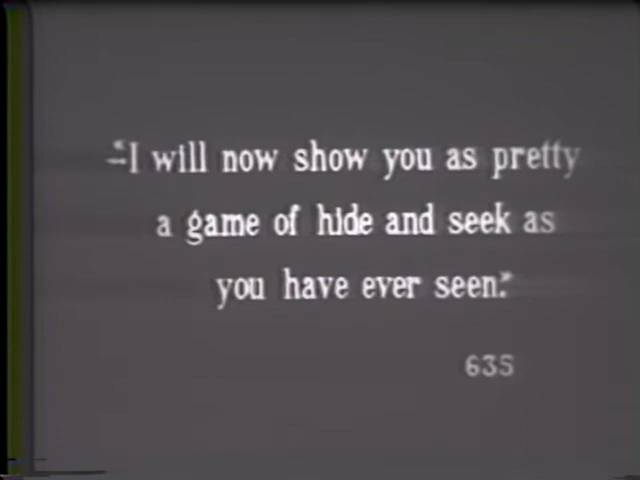 "—I will now show you as pretty
a game of hide and seek as
you have ever seen."
635